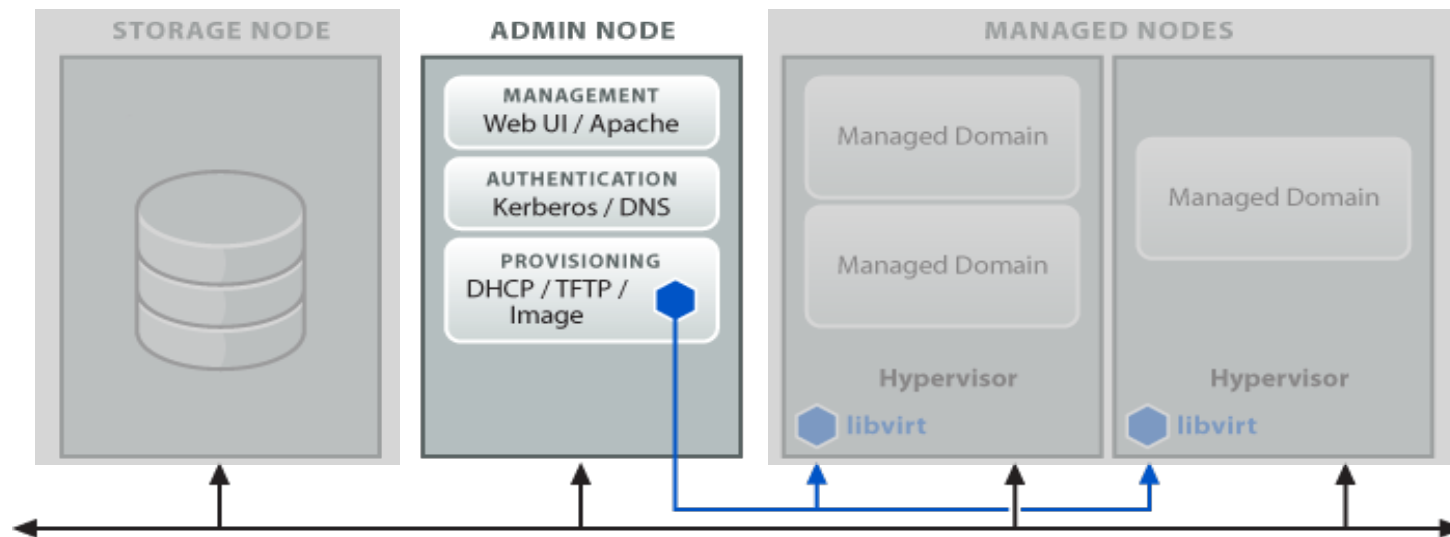 STORAGE NODE
ADMIN NODE
MANAGEMENT
Web UI / Apache
AUTHENTICATION
Kerberos / DNS
PROVISIONING
DHCP / TFTP /
Image
MANAGED NODES
Managed Domain
Managed Domain
Hypervisor
libvirt
Managed Domain
Hypervisor
libvirt